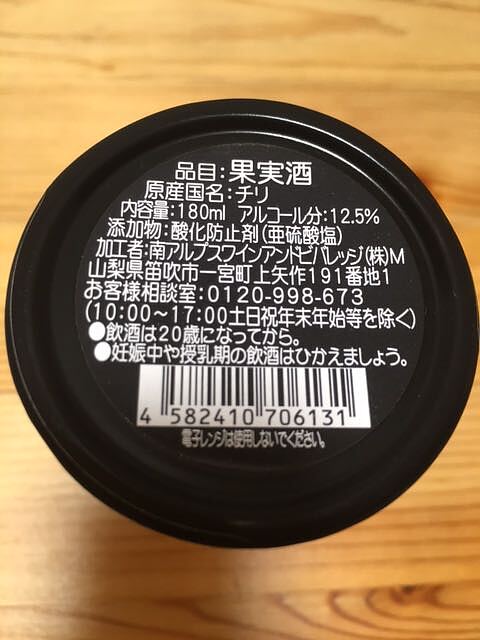 品目:果実酒
原産国名:チリ
内容量:180ml アルコール分:12.5%
添加物:酸化防止剤(亜硫酸塩)
加工者:南アルプスワインアンドビバレッジ(株)M
山梨県笛吹市一宮町上矢作191番地1
お客様相談室:0120-998-673
(10:00〜17:00土日祝年末年始等を除く)
●飲酒は20歳になってから。
●妊娠中や授乳期の飲酒はひかえましょう。
4 582410 706131
電子レンジは使用しないでください。